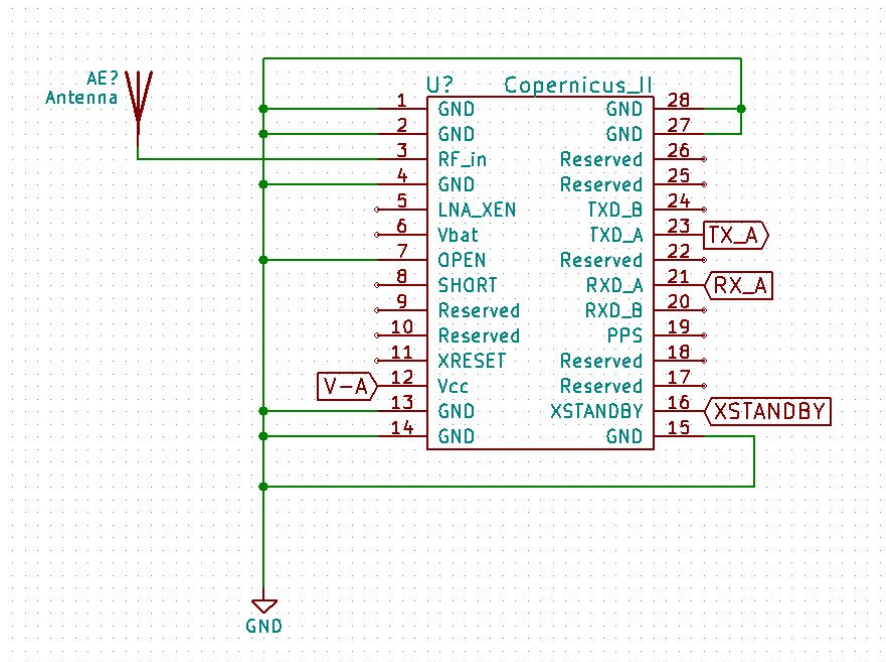 AE?
Antenna
U? Copernicus_II
1 GND GND 28
2 GND GND 27
3 RF_in Reserved 26
4 GND Reserved 25
5 LNA_XEN TXD_B 24
6 Vbat TXD_A 23 TX_A
7 OPEN Reserved 22
8 SHORT RXD_A 21 RX_A
9 Reserved RXD_B 20
10 Reserved PPS 19
11 XRESET Reserved 18
V-A 12 Vcc Reserved 17
13 GND XSTANDBY 16 XSTANDBY
14 GND GND 15
GND